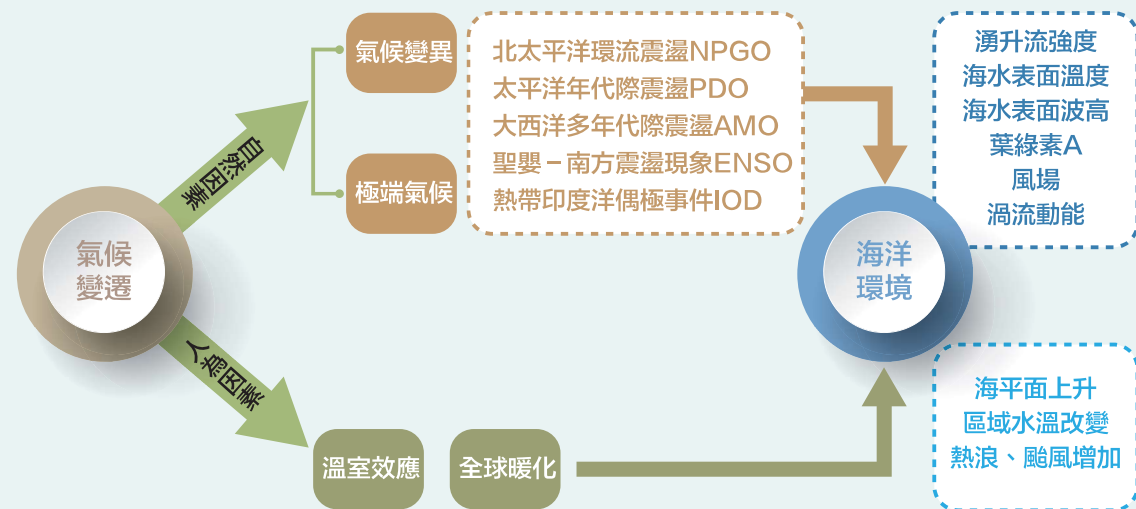 氣候
變遷
自然因素
人為因素
氣候變異
極端氣候
北太平洋環流震盪NPGO
太平洋年代際震盪PDO
大西洋多年代際震盪AMO
聖嬰－南方震盪現象ENSO
熱帶印度洋偶極事件IOD
溫室效應
全球暖化
海洋
環境
湧升流強度
海水表面溫度
海水表面波高
葉綠素A
風場
渦流動能
海平面上升
區域水溫改變
熱浪、颱風增加